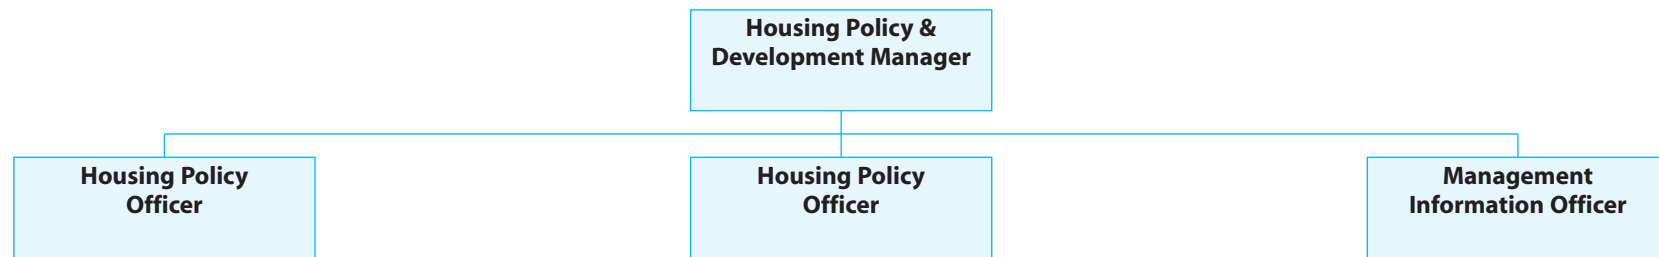 Housing Policy &
Development Manager
Housing Policy
Officer
Housing Policy
Officer
Management
Information Officer